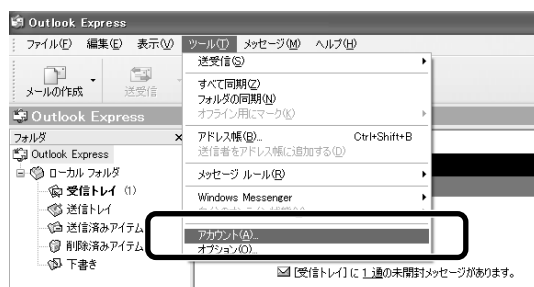 Outlook Express
ファイル(F) 編集(E) 表示(V) ツール(T) メッセージ(M) ヘルプ(H)
メールの作成
送受信
送受信(S)
すべて同期(Z)
フォルダの同期(N)
オフライン用にマーク(K)
アドレス帳(B)... Ctrl+Shift+B
送信者をアドレス帳に追加する(D)
メッセージ ルール(R)
Windows Messenger
アカウント(A)...
オプション(O)...
Outlook Express
フォルダ ×
Outlook Express
ローカル フォルダ
受信トレイ (1)
送信トレイ
送信済みアイテム
削除済みアイテム
下書き
[受信トレイ] に 1 通の未開封メッセージがあります。